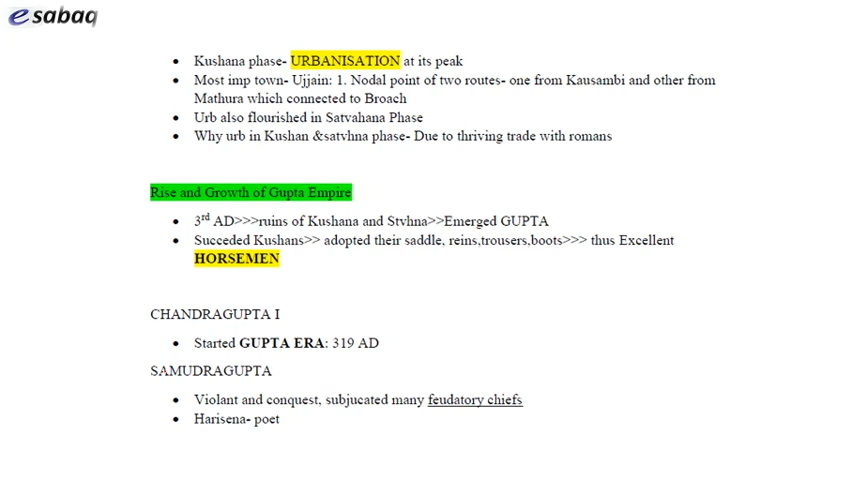 esabaq
• Kushana phase- URBANISATION at its peak
• Most imp town- Ujjain: 1. Nodal point of two routes- one from Kausambi and other from
Mathura which connected to Broach
• Urb also flourished in Satvahana Phase
• Why urb in Kushan &satvhna phase- Due to thriving trade with romans
Rise and Growth of Gupta Empire
• 3rd AD>>>ruins of Kushana and Stvhna>>Emerged GUPTA
• Succeded Kushans>> adopted their saddle, reins,trousers,boots>>> thus Excellent
HORSEMEN
CHANDRAGUPTA I
• Started GUPTA ERA: 319 AD
SAMUDRAGUPTA
• Violant and conquest, subjucated many feudatory chiefs
• Harisena- poet